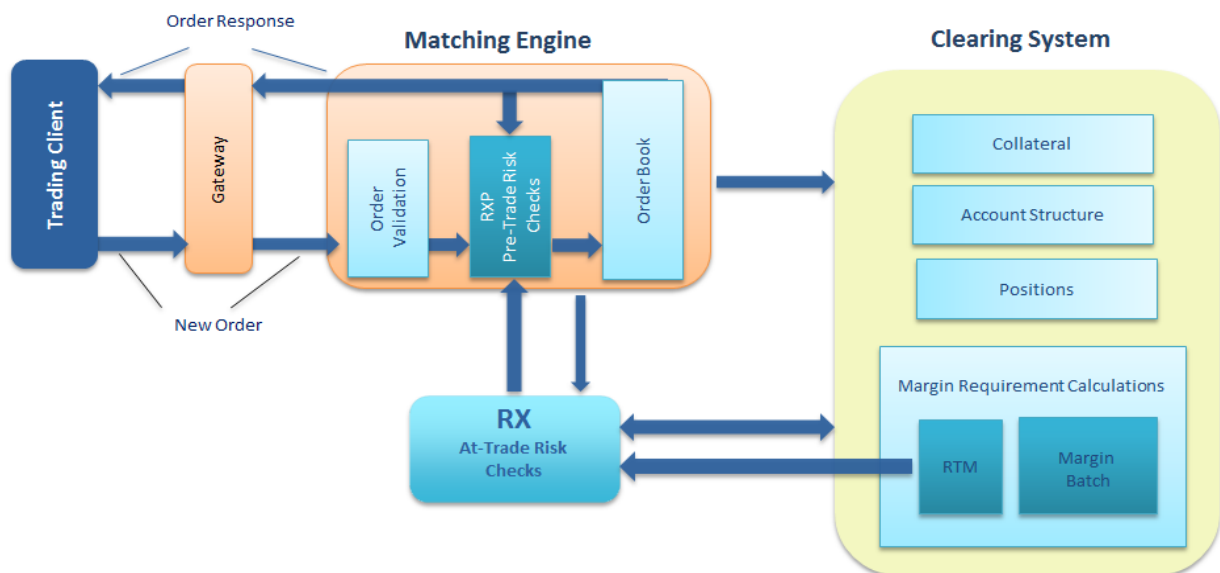 Order Response
Matching Engine
Clearing System
Trading Client
Gateway
Order
Validation
RXP
Pre-Trade Risk
Checks
Order Book
Collateral
Account Structure
Positions
New Order
Margin Requirement Calculations
RX
At-Trade Risk
Checks
RTM
Margin
Batch